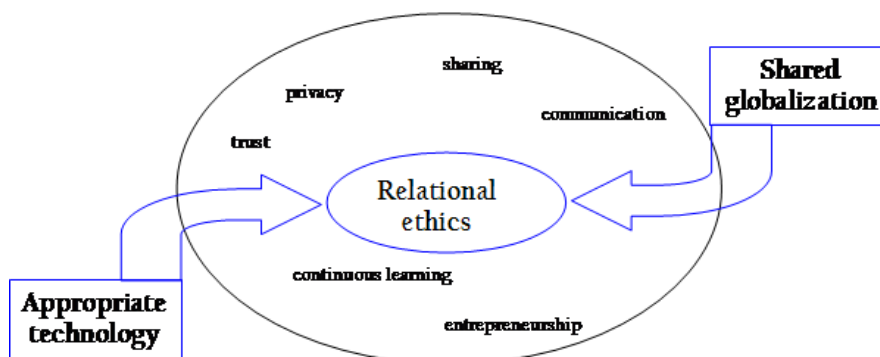 sharing
Shared
globalization
privacy
communication
trust
Relational
ethics
continuous learning
Appropriate
technology
entrepreneurship